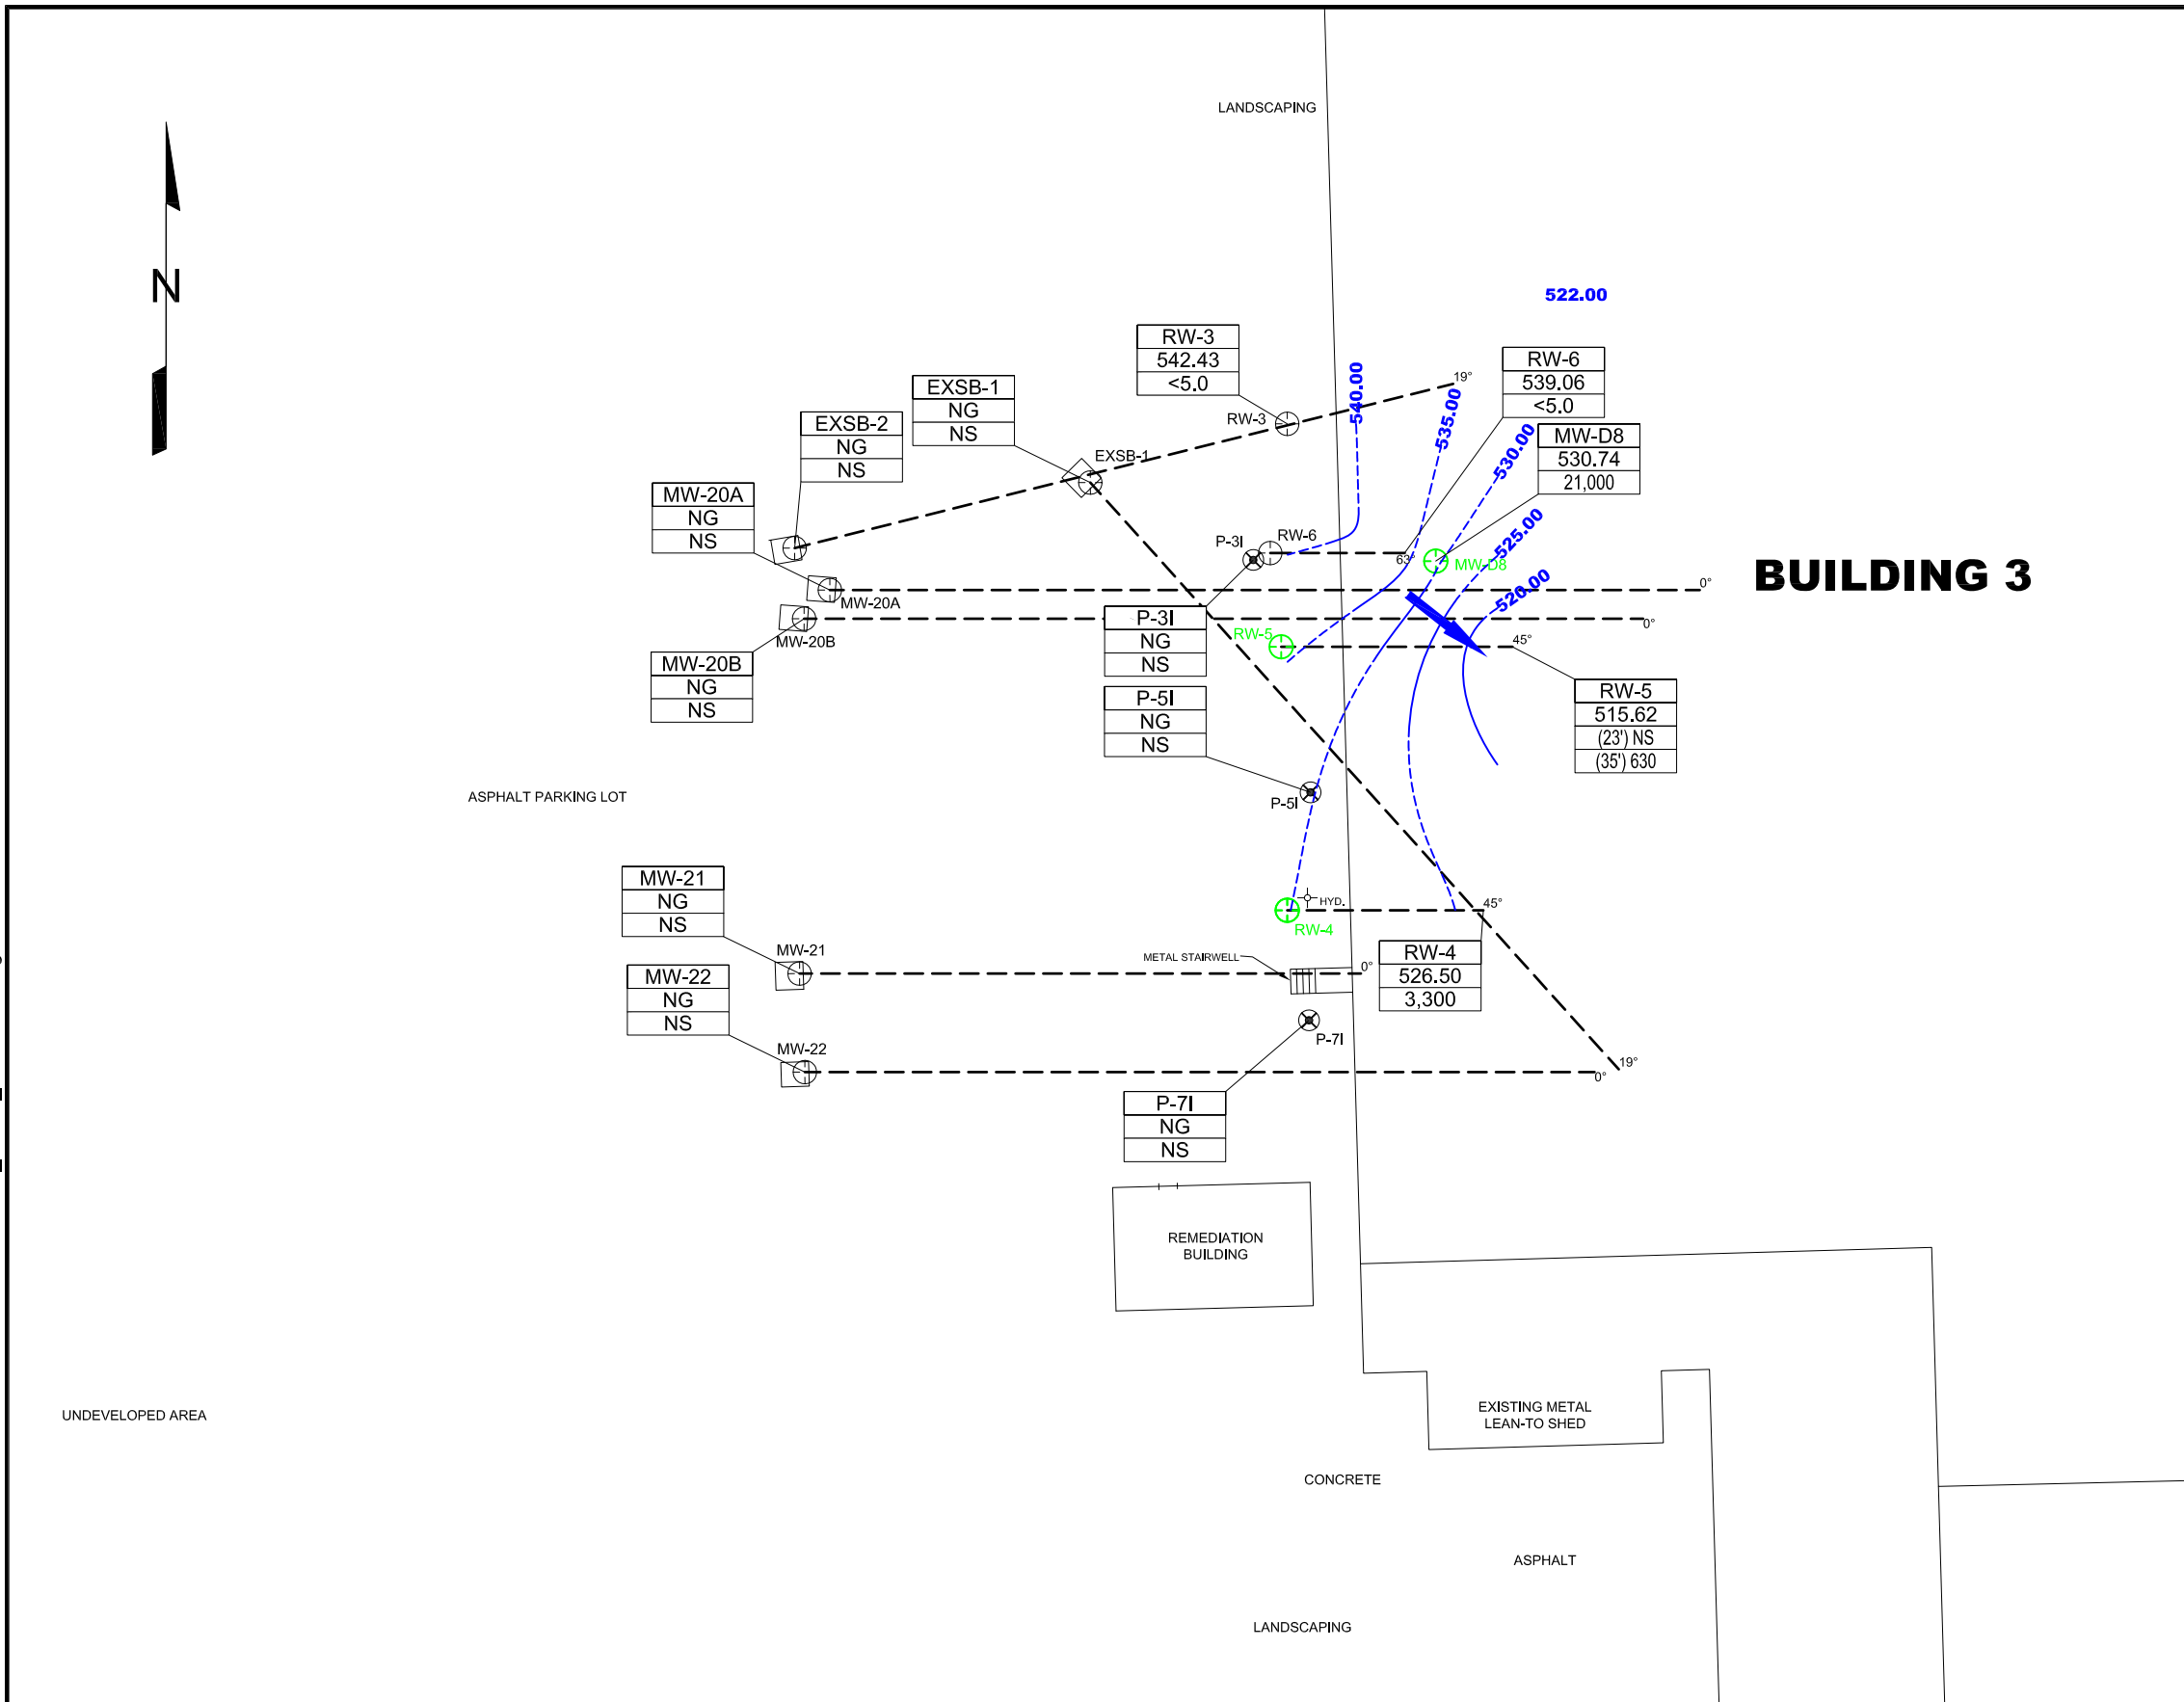 LANDSCAPING
N
522.00
RW-3
542.43
<5.0
540.00
19°
535.00
RW-6
539.06
<5.0
EXSB-1
NG
NS
EXSB-2
NG
NS
RW-3
530.00
MW-D8
530.74
21,000
EXSB-1
MW-20A
NG
NS
525.00
P-3I
RW-6
63°
MW-D8
BUILDING 3
520.00
0°
MW-20A
P-3I
NG
NS
0°
MW-20B
RW-5
45°
MW-20B
NG
NS
RW-5
515.62
(23') NS
(35') 630
P-5I
NG
NS
ASPHALT PARKING LOT
P-5I
MW-21
NG
NS
HYD.
45°
RW-4
MW-21
METAL STAIRWELL
0°
RW-4
526.50
3,300
MW-22
NG
NS
P-7I
MW-22
19°
0°
P-7I
NG
NS
REMEDIATION
BUILDING
UNDEVELOPED AREA
EXISTING METAL
LEAN-TO SHED
CONCRETE
ASPHALT
LANDSCAPING